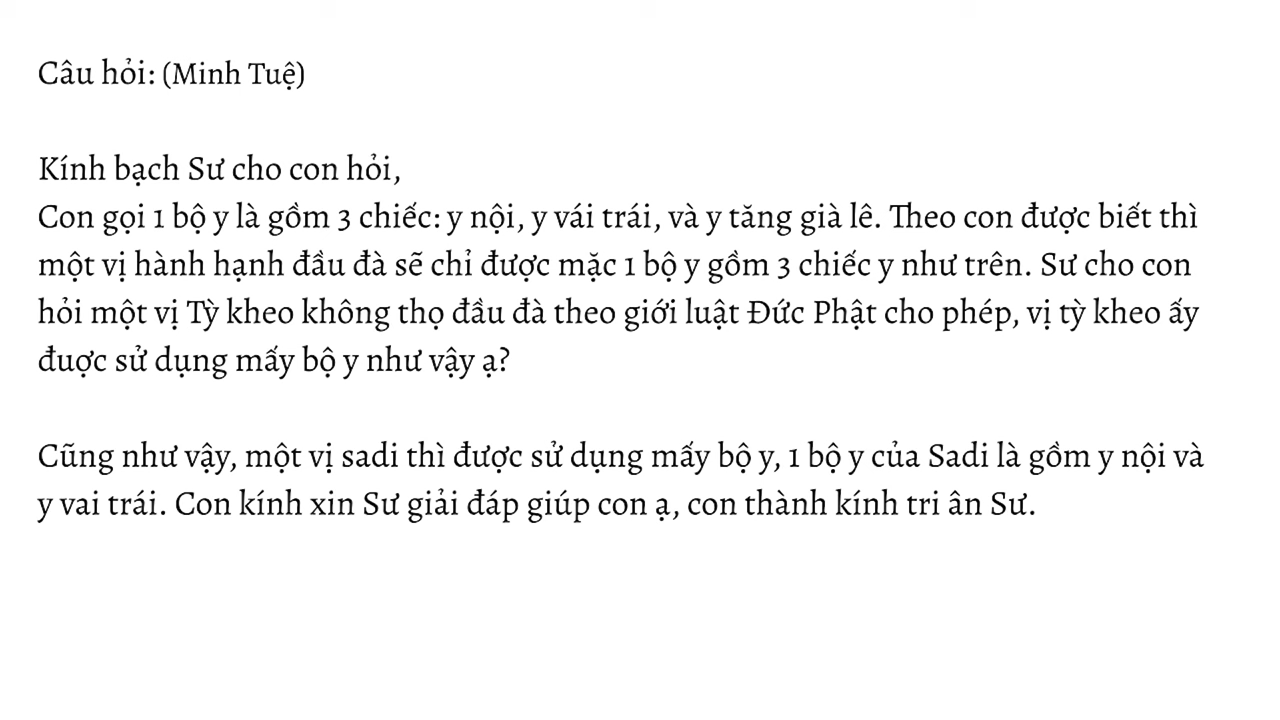 Câu hỏi: (Minh Tuệ)
Kính bạch Sư cho con hỏi,
Con gọi 1 bộ y là gồm 3 chiếc: y nội, y vái trái, và y tăng già lê. Theo con được biết thì
một vị hành hạnh đầu đà sẽ chỉ được mặc 1 bộ y gồm 3 chiếc y như trên. Sư cho con
hỏi một vị Tỳ kheo không thọ đầu đà theo giới luật Đức Phật cho phép, vị tỳ kheo ấy
đuợc sử dụng mấy bộ y như vậy ạ?
Cũng như vậy, một vị sadi thì được sử dụng mấy bộ y, 1 bộ y của Sadi là gồm y nội và
y vai trái. Con kính xin Sư giải đáp giúp con ạ, con thành kính tri ân Sư.